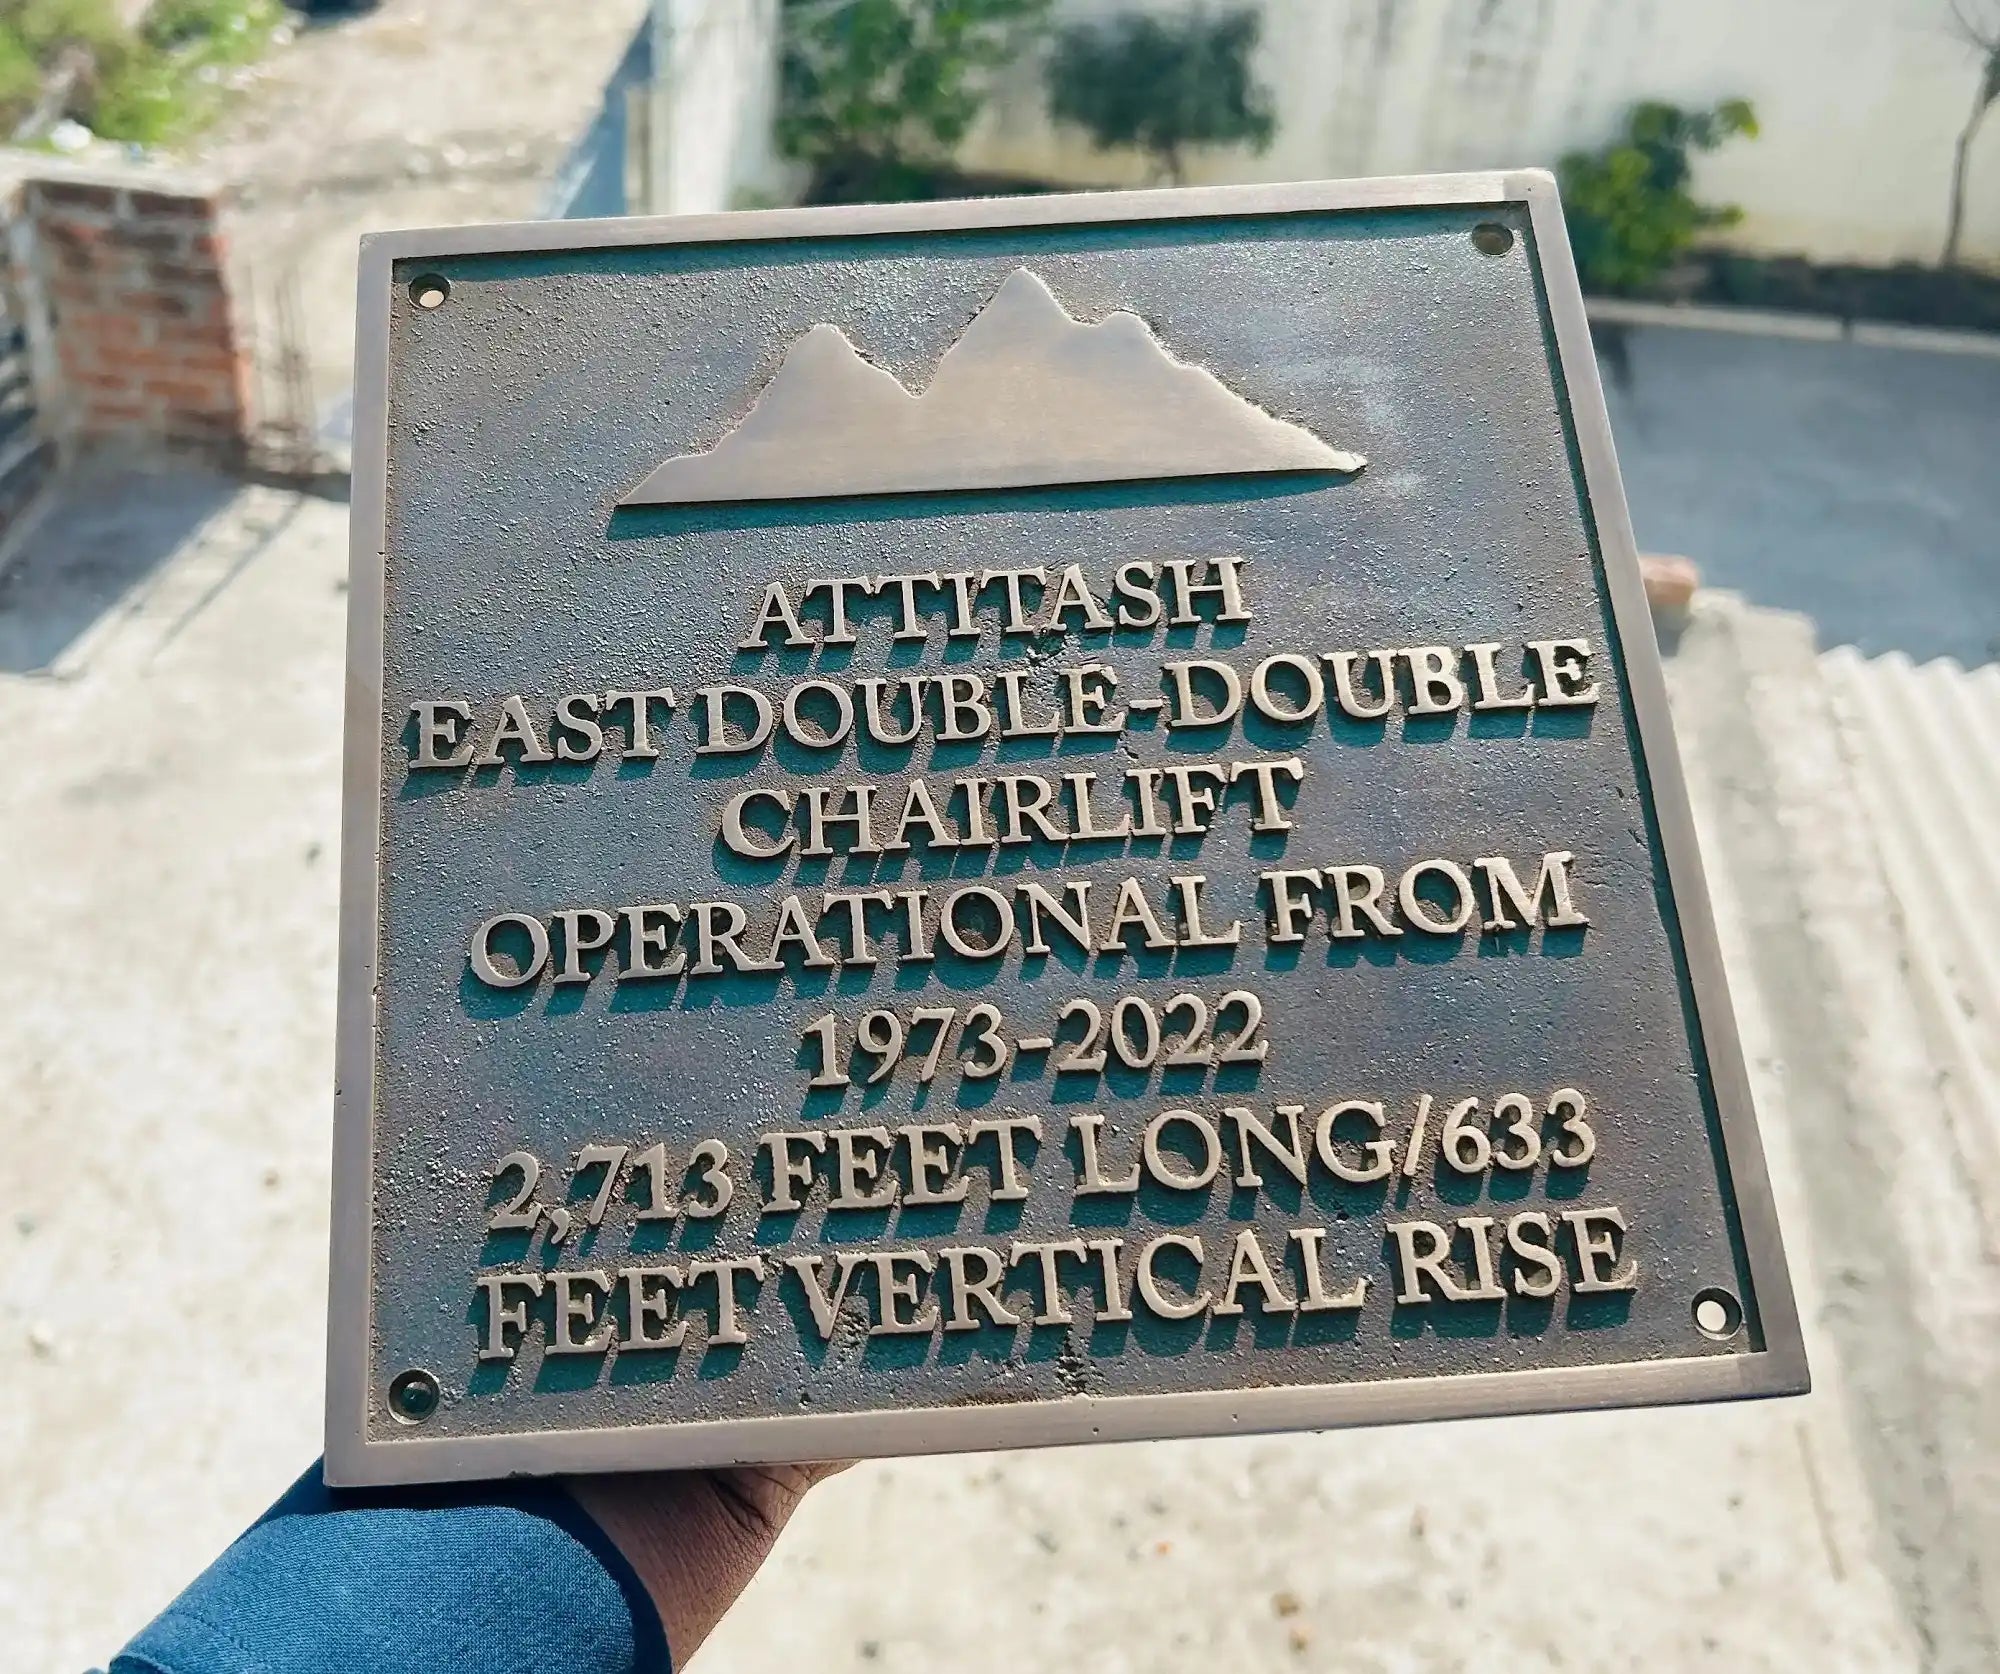 ATTITASH
EAST DOUBLE-DOUBLE
CHAIRLIFT
OPERATIONAL FROM
1973-2022
2,713 FEET LONG/633
FEET VERTICAL RISE